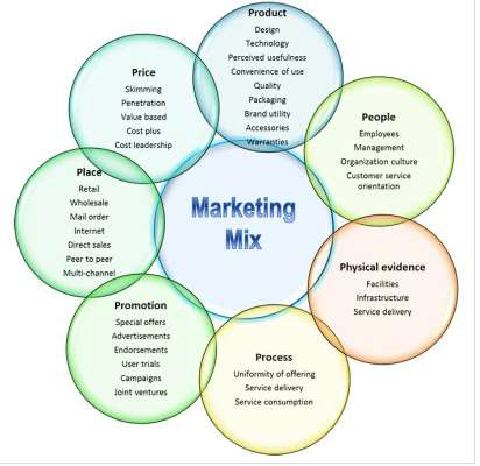 Product
Design
Technology
Perceived usefulness
Convenience of use
Quality
Packaging
Brand utility
Accessories
Warranties
People
Employees
Management
Organization culture
Customer service
orientation
Physical evidence
Facilities
Infrastructure
Service delivery
Process
Uniformity of offering
Service delivery
Service consumption
Promotion
Special offers
Advertisements
Endorsements
User trials
Campaigns
Joint ventures
Place
Retail
Wholesale
Mail order
Internet
Direct sales
Peer to peer
Multi-channel
Price
Skimming
Penetration
Value based
Cost plus
Cost leadership
Marketing
Mix